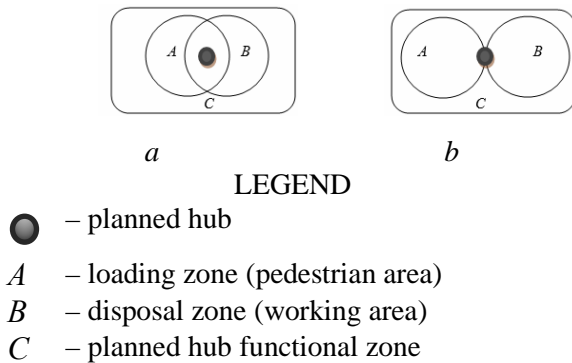 A B A B
C C
a b
LEGEND
– planned hub
A – loading zone (pedestrian area)
B – disposal zone (working area)
C – planned hub functional zone